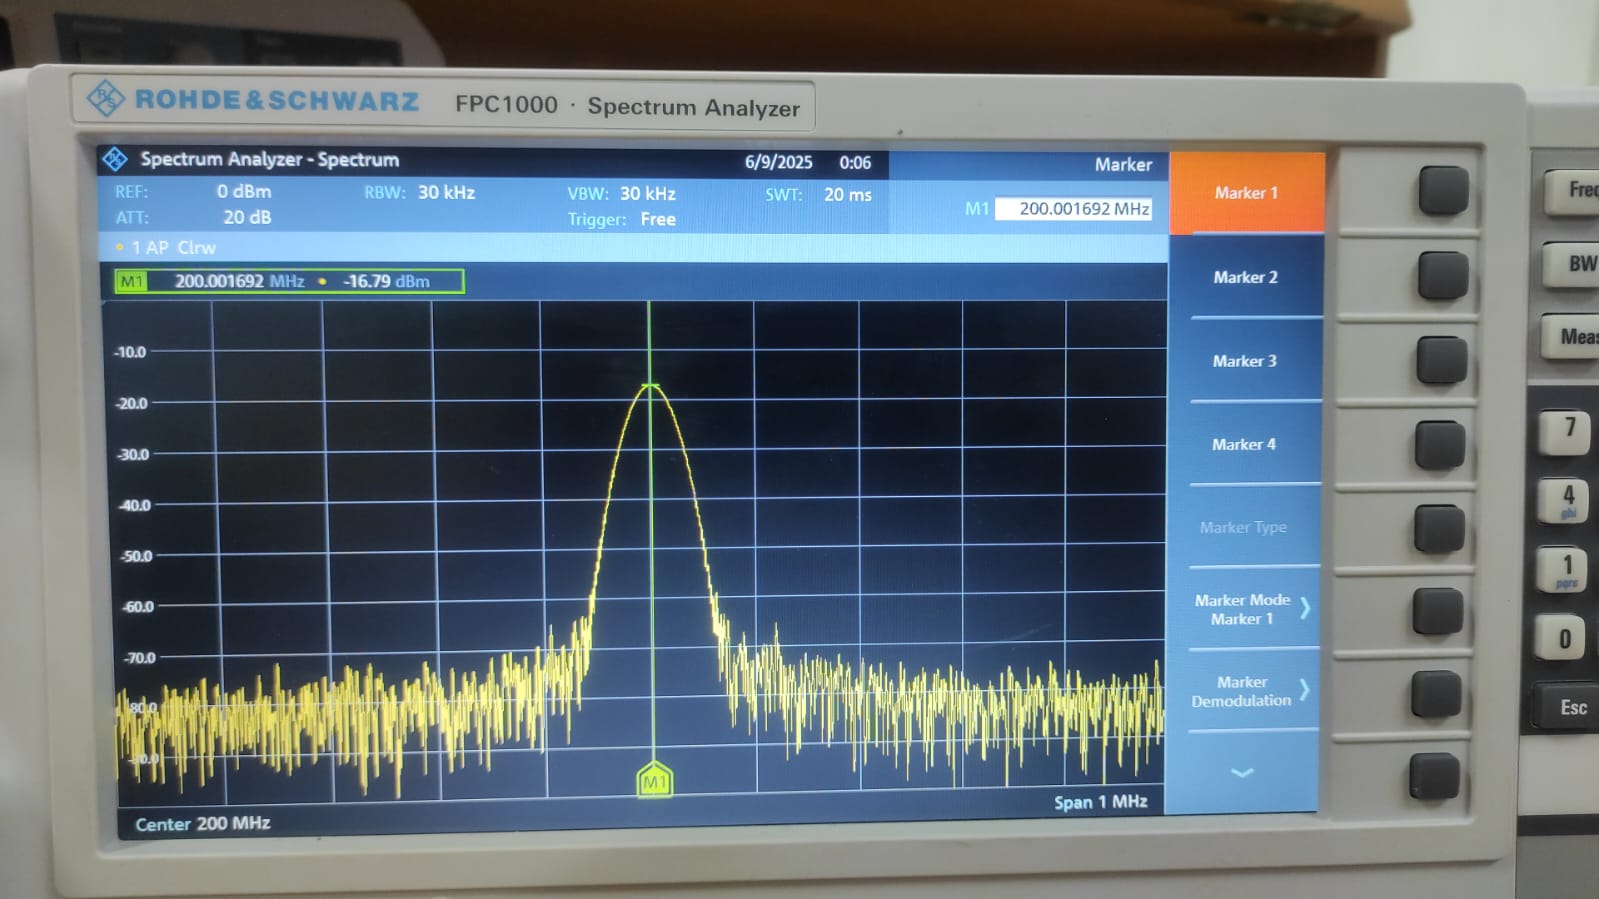 ROHDE&SCHWARZ FPC1000 · Spectrum Analyzer
Spectrum Analyzer - Spectrum 6/9/2025 0:06 Marker
REF: 0 dBm RBW: 30 kHz VBW: 30 kHz SWT: 20 ms
ATT: 20 dB Trigger: Free
M1 200.001692 MHz
1 AP Clrw
M1 200.001692 MHz • -16.79 dBm
-10.0
-20.0
-30.0
-40.0
-50.0
-60.0
-70.0
80.0
M1
Center 200 MHz
Span 1 MHz
Marker 1
Marker 2
Marker 3
Marker 4
Marker Type
Marker Mode
Marker 1
Marker
Demodulation
BW
7
4
ghi
1
pqrs
0
Esc